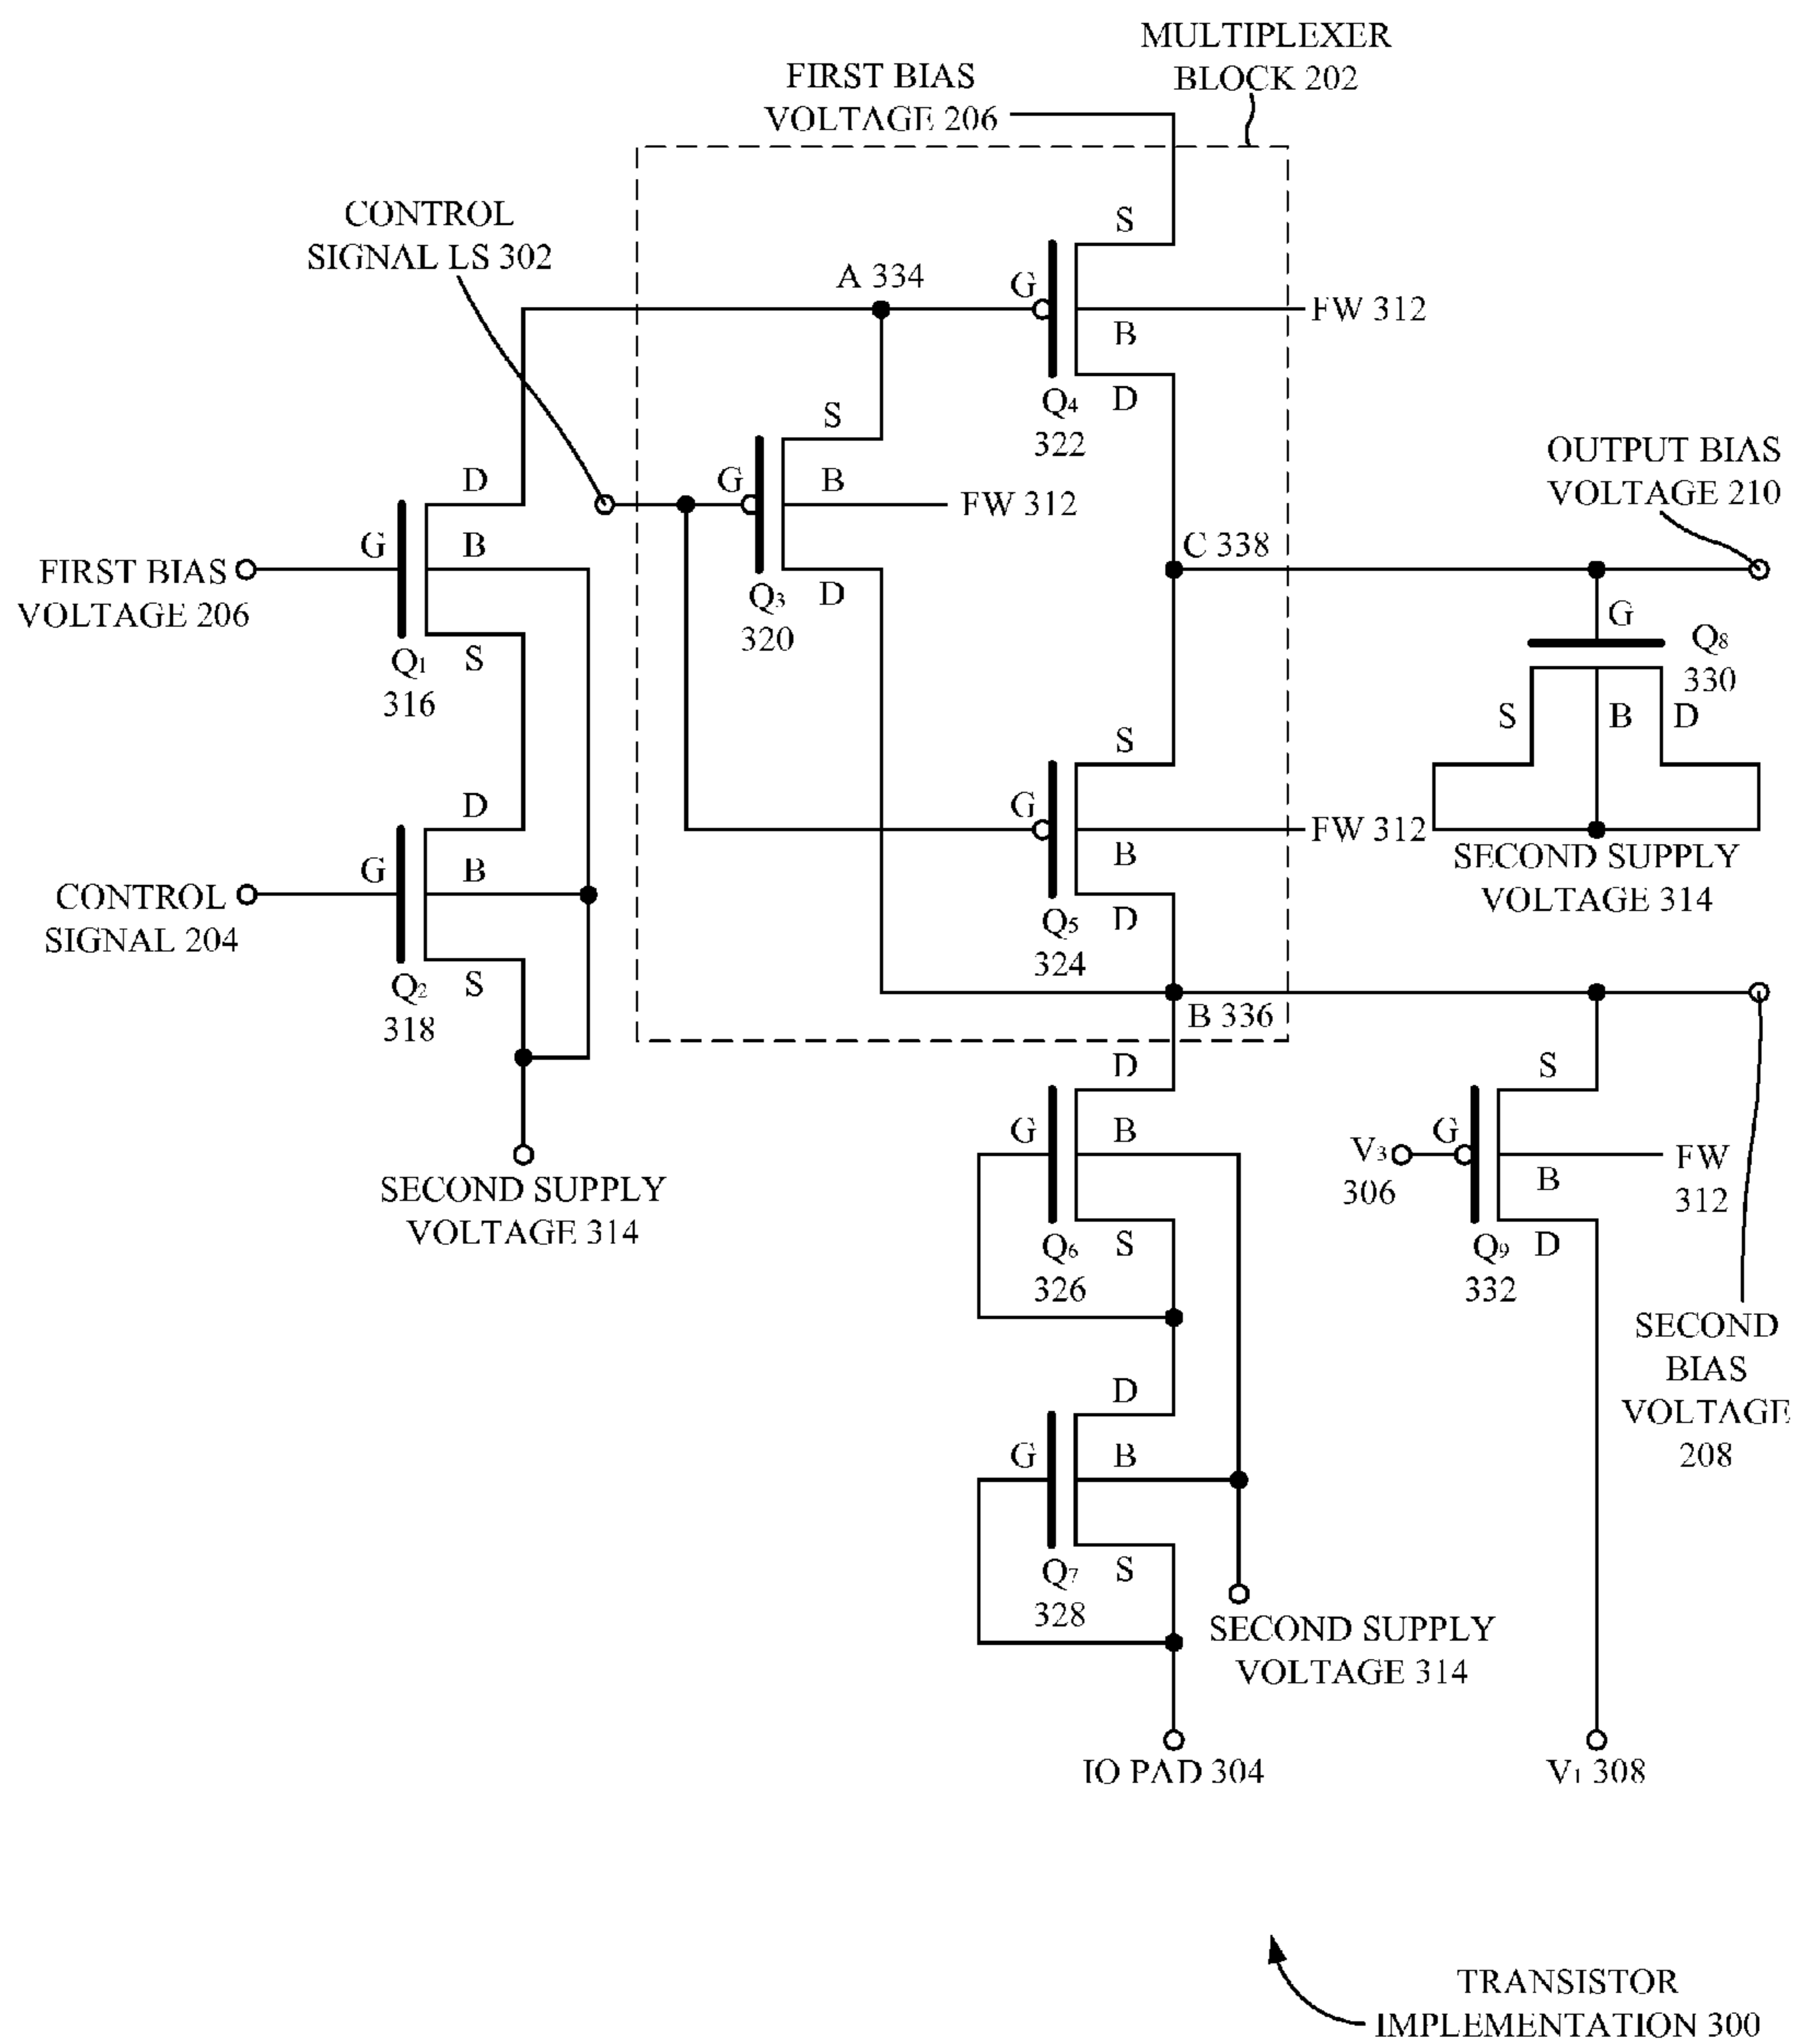 MULTIPLEXER
BLOCK 202
FIRST BIAS
VOLTAGE 206
CONTROL
SIGNAL LS 302
A 334
S
G
FW 312
B
D
Q4
322
S
G
B
FW 312
D
Q3
320
OUTPUT BIAS
VOLTAGE 210
C 338
D
G
B
FIRST BIAS
VOLTAGE 206
S
Q1
316
G
Q8
330
S
B
D
S
G
FW 312
B
D
Q5
324
SECOND SUPPLY
VOLTAGE 314
D
G
B
CONTROL
SIGNAL 204
S
Q2
318
B 336
SECOND SUPPLY
VOLTAGE 314
D
G
B
S
Q6
326
S
V3
306
G
FW
312
B
D
Q9
332
SECOND
BIAS
VOLTAGE
208
D
G
B
S
Q7
328
SECOND SUPPLY
VOLTAGE 314
IO PAD 304
V1 308
TRANSISTOR
IMPLEMENTATION 300